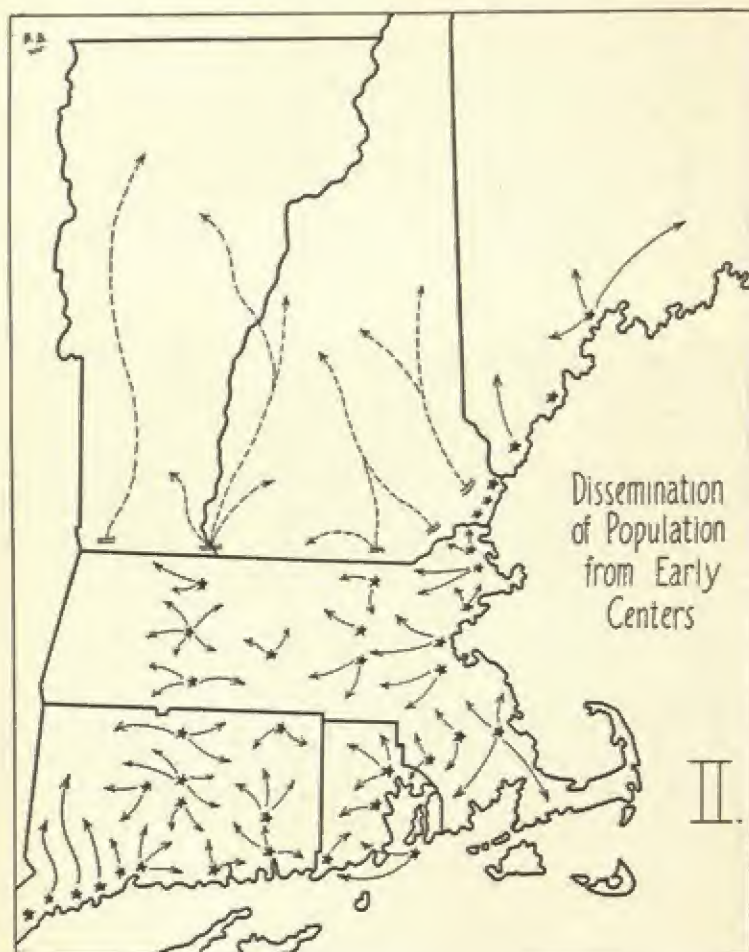 Dissemination
of Population
from Early
Centers
II.